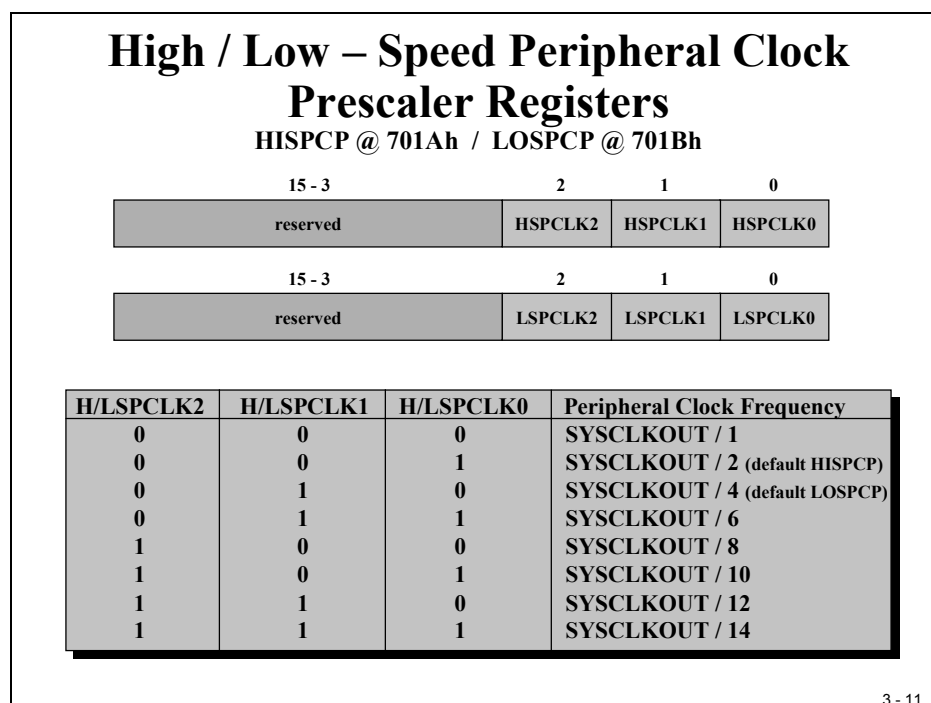 High / Low – Speed Peripheral Clock
Prescaler Registers
HISPCP @ 701Ah / LOSPCP @ 701Bh
15 - 3 2 1 0
reserved HSPCLK2 HSPCLK1 HSPCLK0
15 - 3 2 1 0
reserved LSPCLK2 LSPCLK1 LSPCLK0
H/LSPCLK2 H/LSPCLK1 H/LSPCLK0 Peripheral Clock Frequency
0 0 0 SYSCLKOUT / 1
0 0 1 SYSCLKOUT / 2 (default HISPCP)
0 1 0 SYSCLKOUT / 4 (default LOSPCP)
0 1 1 SYSCLKOUT / 6
1 0 0 SYSCLKOUT / 8
1 0 1 SYSCLKOUT / 10
1 1 0 SYSCLKOUT / 12
1 1 1 SYSCLKOUT / 14
3 - 11